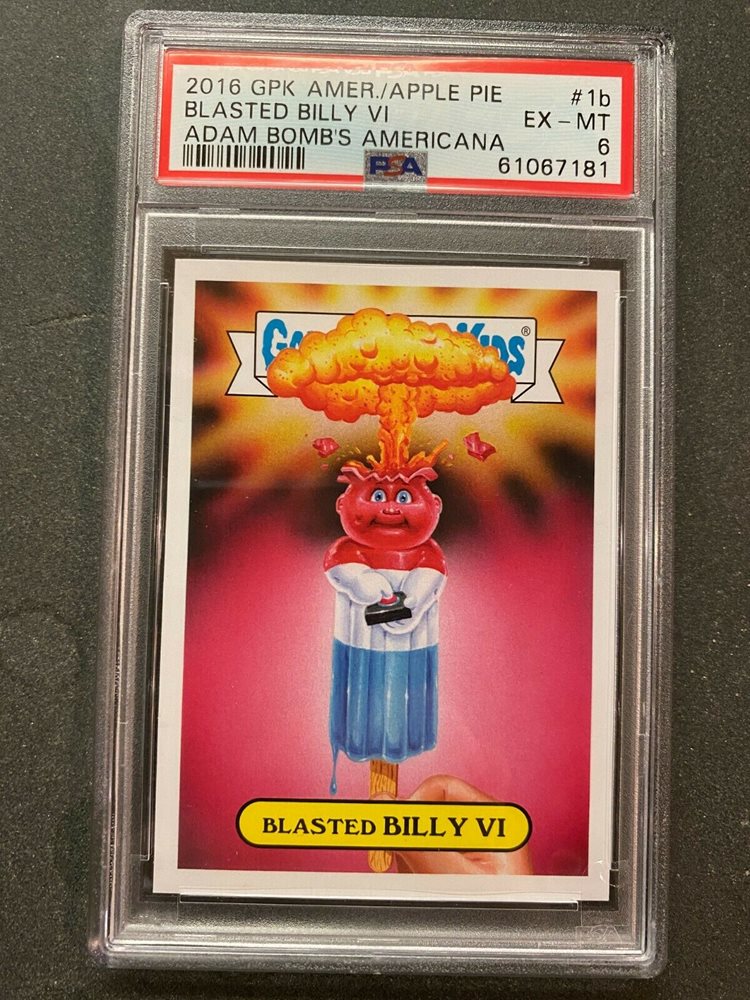 2016 GPK AMER./APPLE PIE #1b
BLASTED BILLY VI EX-MT
ADAM BOMB'S AMERICANA 6
PSA 61067181
KIDS®
BLASTED BILLY VI